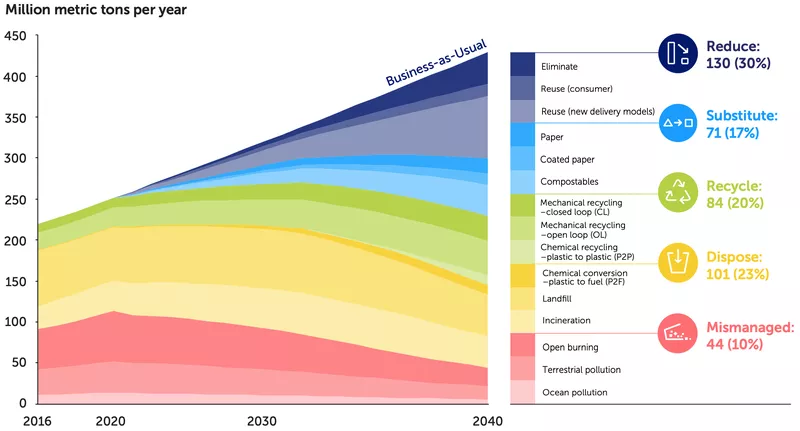 Million metric tons per year
450
400
350
300
250
200
150
100
50
0
2016
2020
2030
2040
Business-as-Usual
Eliminate
Reuse (consumer)
Reuse (new delivery models)
Paper
Coated paper
Compostables
Mechanical recycling
–closed loop (CL)
Mechanical recycling
–open loop (OL)
Chemical recycling
–plastic to plastic (P2P)
Chemical conversion
–plastic to fuel (P2F)
Landfill
Incineration
Open burning
Terrestrial pollution
Ocean pollution
Reduce:
130 (30%)
Substitute:
71 (17%)
Recycle:
84 (20%)
Dispose:
101 (23%)
Mismanaged:
44 (10%)